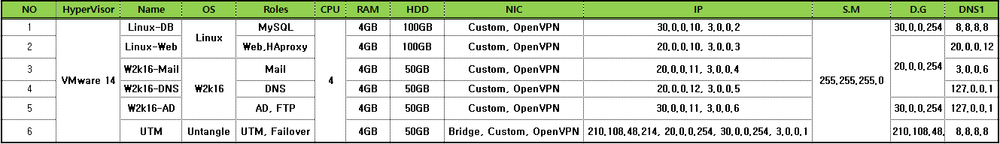 NO HyperVisor Name OS Roles CPU RAM HDD NIC IP S.M D.G DNS1
1 VMware 14 Linux-DB Linux MySQL 4 4GB 100GB Custom, OpenVPN 30.0.0.10, 3.0.0.2 255.255.255.0 30.0.0.254 8.8.8.8
2 Linux-Web Web,HAproxy 4GB 100GB Custom, OpenVPN 20.0.0.10, 3.0.0.3 20.0.0.254 20.0.0.12
3 W2k16-Mail W2k16 Mail 4GB 50GB Custom, OpenVPN 20.0.0.11, 3.0.0.4 3.0.0.6
4 W2k16-DNS DNS 4GB 50GB Custom, OpenVPN 20.0.0.12, 3.0.0.5 127.0.0.1
5 W2k16-AD AD, FTP 4GB 50GB Custom, OpenVPN 30.0.0.11, 3.0.0.6 30.0.0.254 127.0.0.1
6 UTM Untangle UTM, Failover 4GB 50GB Bridge, Custom, OpenVPN 210.108.48.214, 20.0.0.254, 30.0.0.254, 3.0.0.1 210.108.48. 8.8.8.8